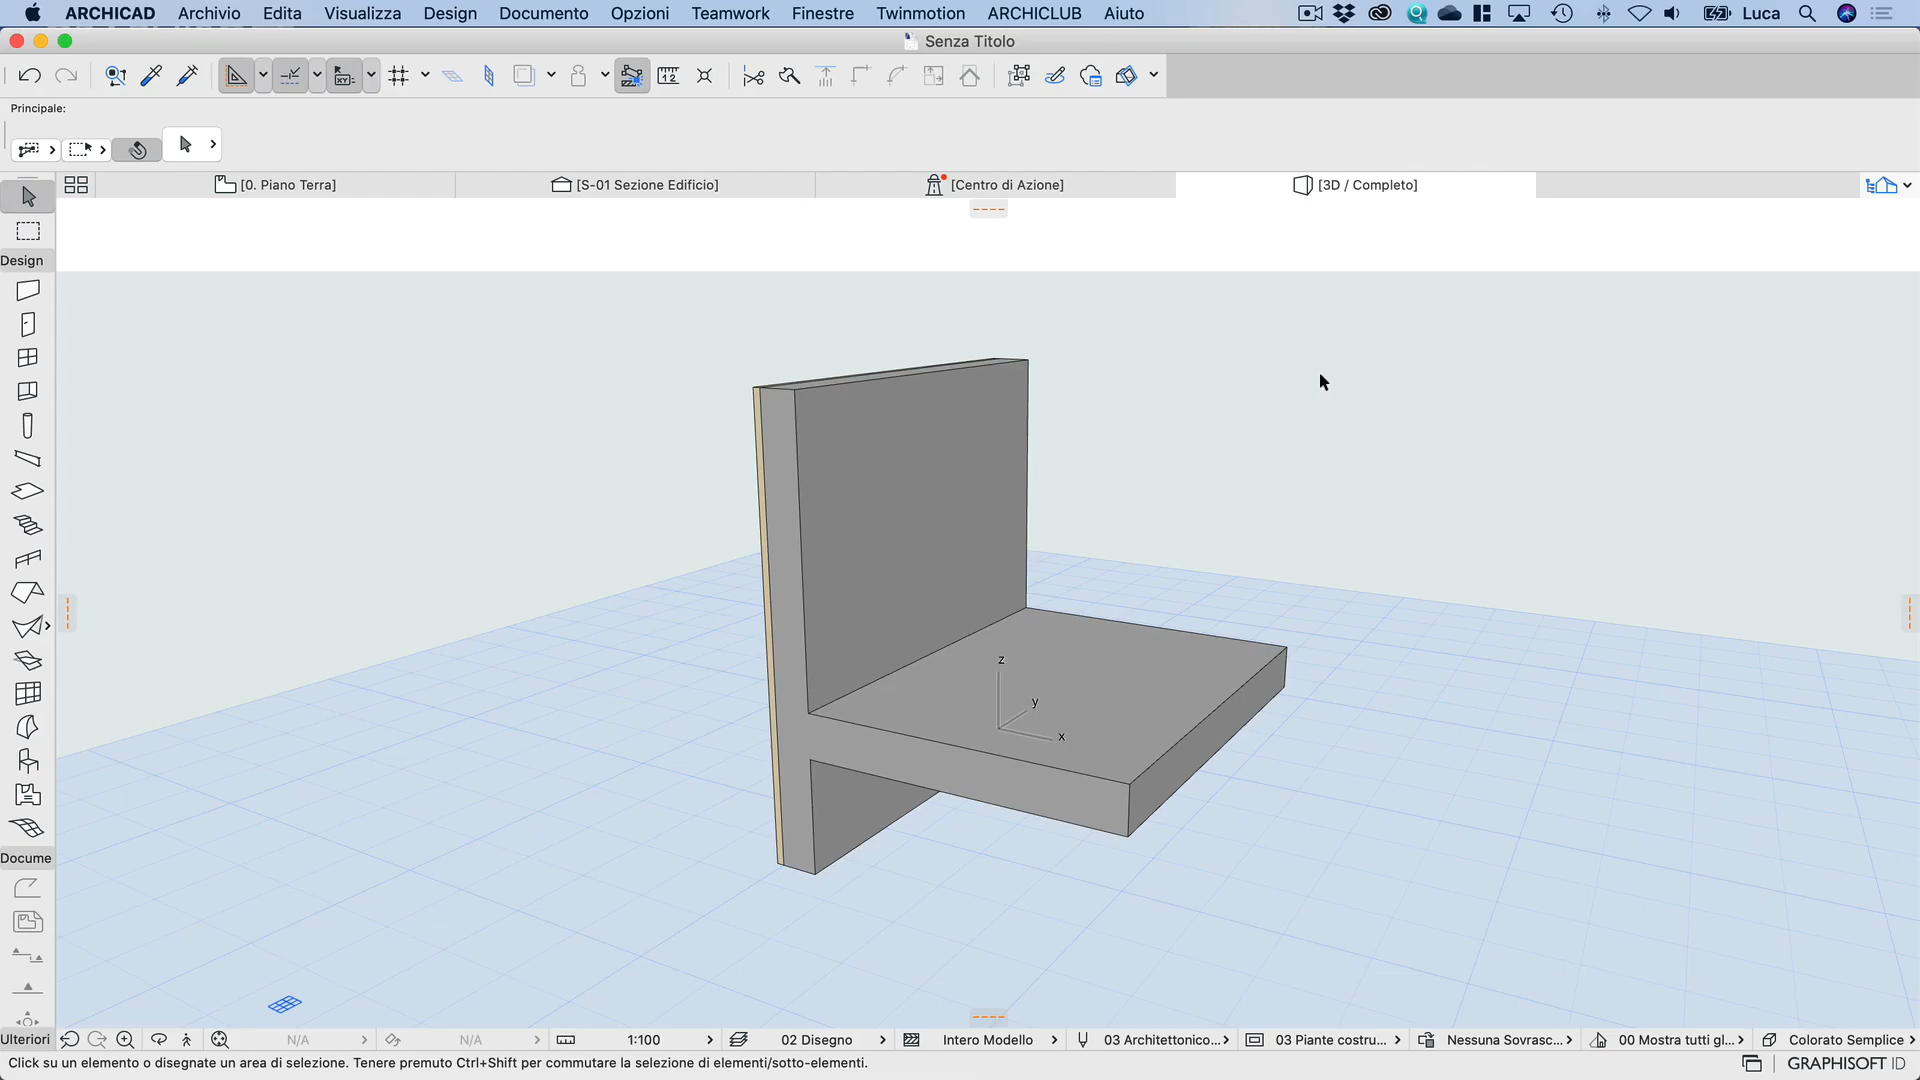 ARCHICAD Archivio Edita Visualizza Design Documento Opzioni Teamwork Finestre Twinmotion ARCHICLUB Aiuto Luca
Senza Titolo
Principale:
[0. Piano Terra] [S-01 Sezione Edificio] [Centro di Azione] [3D / Completo]
Design
z
y
x
Docume
Ulteriori N/A N/A 1:100 02 Disegno Intero Modello 03 Architettonico... 03 Piante costru... Nessuna Sovrasc... 00 Mostra tutti gl... Colorato Semplice
Click su un elemento o disegnate un area di selezione. Tenere premuto Ctrl+Shift per commutare la selezione di elementi/sotto-elementi. GRAPHISOFT ID